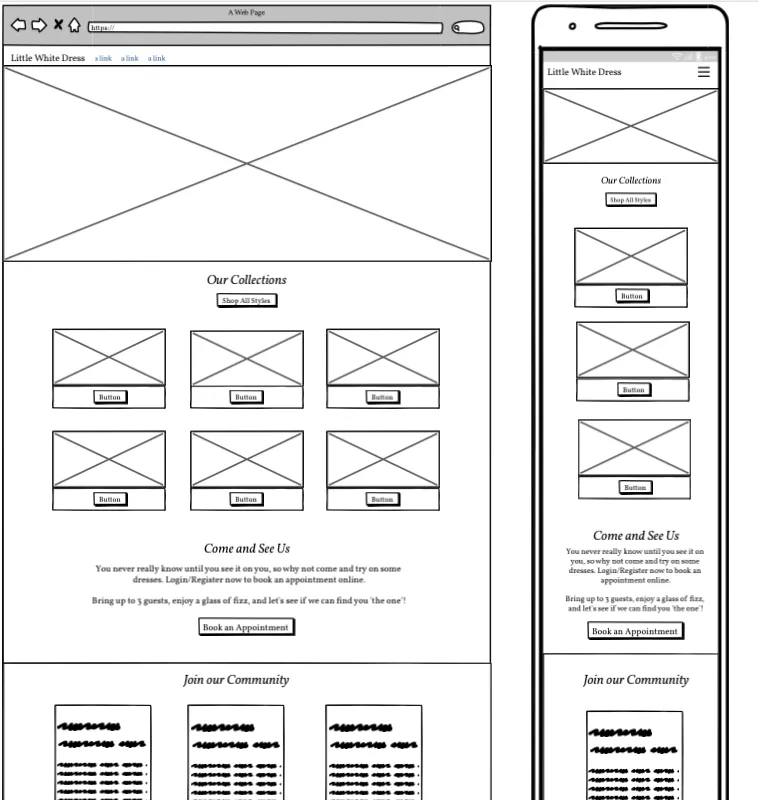 A Web Page
https://
Little White Dress a link a link a link
Our Collections
Shop All Styles
Button Button Button
Button Button Button
Come and See Us
You never really know until you see it on you, so why not come and try on some
dresses. Login/Register now to book an appointment online.
Bring up to 3 guests, enjoy a glass of fizz, and let's see if we can find you 'the one'!
Book an Appointment
Join our Community
Little White Dress
Our Collections
Shop All Styles
Button
Button
Button
Come and See Us
You never really know until you see it on
you, so why not come and try on some
dresses. Login/Register now to book an
appointment online.
Bring up to 3 guests, enjoy a glass of fizz,
and let's see if we can find you 'the one'!
Book an Appointment
Join our Community